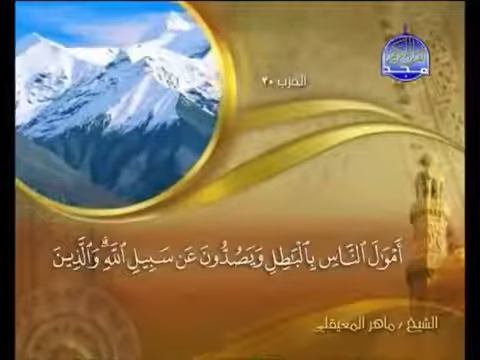 الحزب ٢٠
أَمْوَٰلَ ٱلنَّاسِ بِٱلْبَٰطِلِ وَيَصُدُّونَ عَن سَبِيلِ ٱللَّهِۗ وَٱلَّذِينَ
الشيخ / ماهر المعيقلي